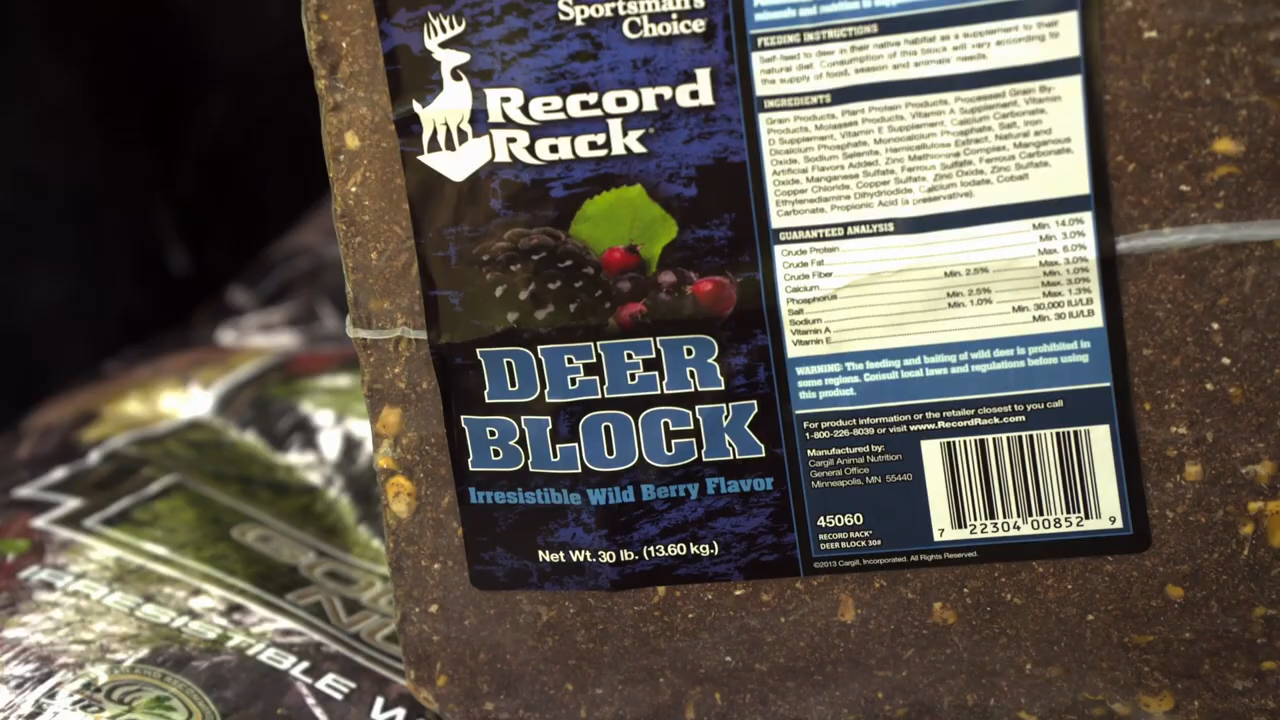 Sportsman's
Choice
Record
Rack
DEER
BLOCK
Irresistible Wild Berry Flavor
Net Wt. 30 lb. (13.60 kg.)
minerals and nutrition
FEEDING INSTRUCTIONS
Self-feed to deer in their native habitat as a supplement to their
natural diet. Consumption of this block will vary according to
the supply of food, season and animals' needs.
INGREDIENTS
Grain Products, Plant Protein Products, Processed Grain By-
Products, Molasses Products, Vitamin A Supplement, Vitamin
D Supplement, Vitamin E Supplement, Calcium Carbonate,
Dicalcium Phosphate, Monocalcium Phosphate, Salt, Iron
Oxide, Sodium Selenite, Hemicellulose Extract, Natural and
Artificial Flavors Added, Zinc Methionine Complex, Manganous
Oxide, Manganese Sulfate, Ferrous Sulfate, Ferrous Carbonate,
Copper Chloride, Copper Sulfate, Zinc Oxide, Zinc Sulfate,
Ethylenediamine Dihydriodide, Calcium Iodate, Cobalt
Carbonate, Propionic Acid (a preservative).
GUARANTEED ANALYSIS
Crude Protein Min. 14.0%
Crude Fat Min. 3.0%
Crude Fiber Max. 6.0%
Calcium Min. 2.5% Max. 3.0%
Phosphorus Min. 1.0%
Salt Min. 2.5% Max. 3.0%
Sodium Min. 1.0% Max. 1.3%
Vitamin A Min. 30,000 IU/LB
Vitamin E Min. 30 IU/LB
WARNING: The feeding and baiting of wild deer is prohibited in
some regions. Consult local laws and regulations before using
this product.
For product information or the retailer closest to you call
1-800-226-8039 or visit www.RecordRack.com
Manufactured by:
Cargill Animal Nutrition
General Office
Minneapolis, MN 55440
45060
RECORD RACK®
DEER BLOCK 30#
7 22304 00852 9
©2013 Cargill, Incorporated. All Rights Reserved.
IRRESISTIBLE W